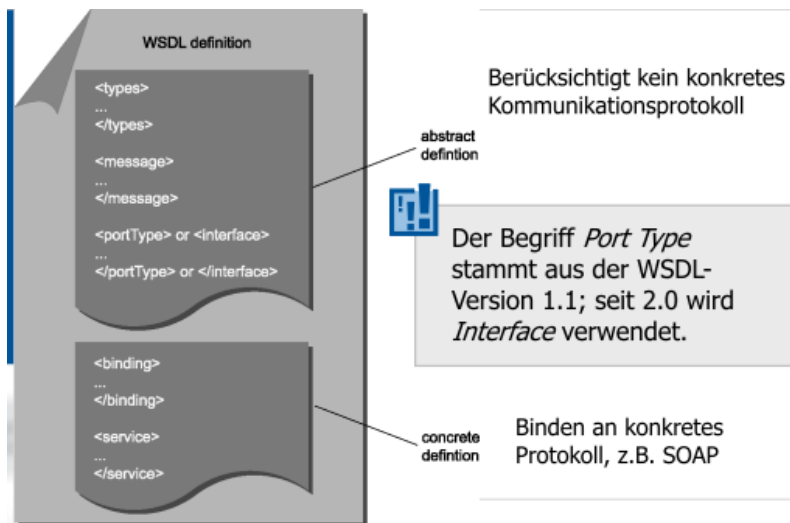 WSDL definition
<types>
...
</types>
<message>
...
</message>
<portType> or <interface>
...
</portType> or </interface>
abstract
defintion
Berücksichtigt kein konkretes
Kommunikationsprotokoll
Der Begriff Port Type
stammt aus der WSDL-
Version 1.1; seit 2.0 wird
Interface verwendet.
<binding>
...
</binding>
<service>
...
</service>
concrete
defintion
Binden an konkretes
Protokoll, z.B. SOAP